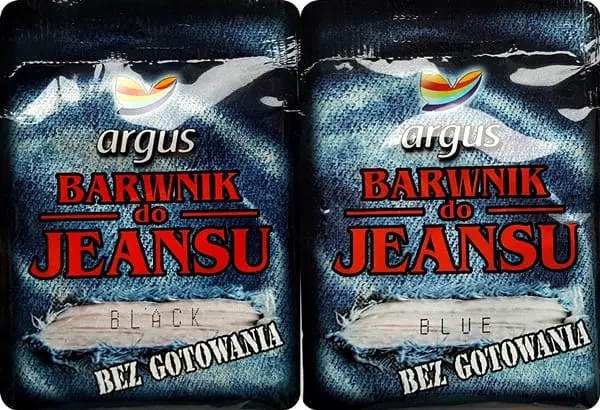 argus
BARWNIK
do
JEANSU
BLACK
BEZ GOTOWANIA
argus
BARWNIK
do
JEANSU
BLUE
BEZ GOTOWANIA